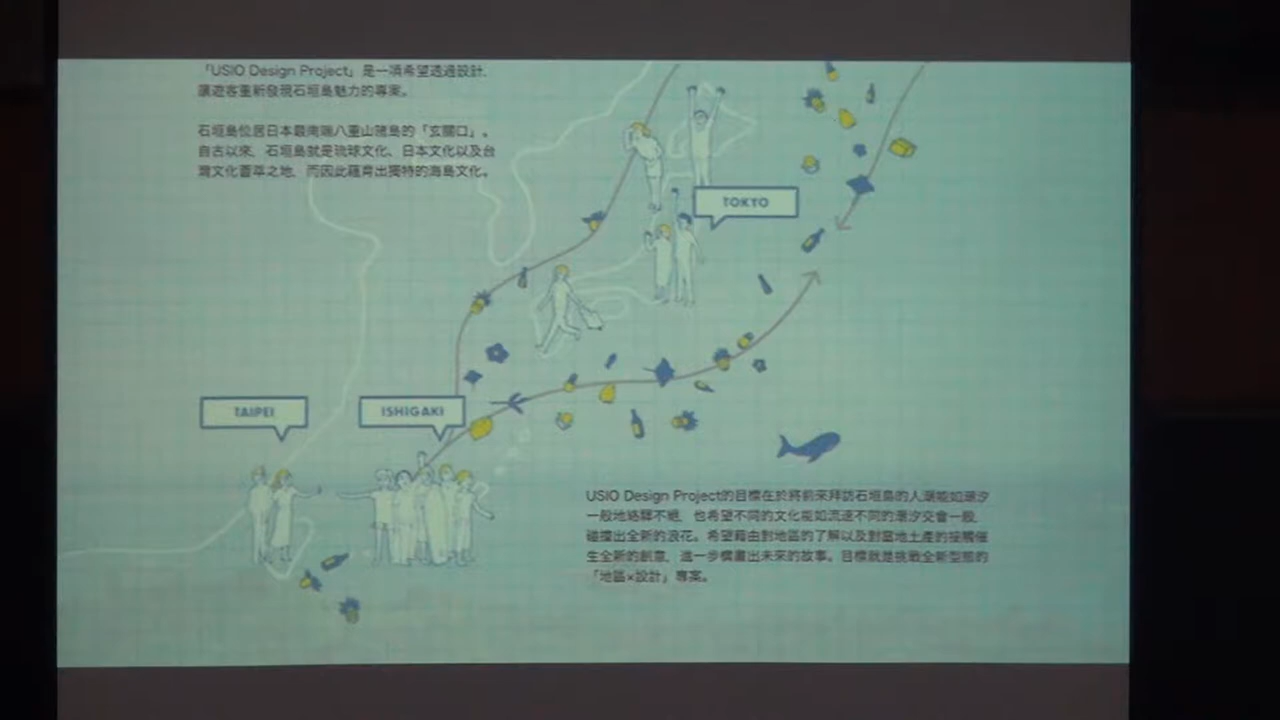 「USIO Design Project」是一項希望透過設計，
讓遊客重新發現石垣島魅力的專案。
石垣島位居日本最南端八重山諸島的「玄關口」。
自古以來，石垣島就是琉球文化、日本文化以及台
灣文化薈萃之地，而因此蘊育出獨特的海島文化。
TOKYO
TAIPEI
ISHIGAKI
USIO Design Project的目標在於將前來拜訪石垣島的人潮能如潮汐
一般地絡驛不絕，也希望不同的文化能如流速不同的潮汐交會一般，
碰撞出全新的浪花。希望藉由對地區的了解以及對當地土產的接觸催
生全新的創意，進一步構畫出未來的故事。目標就是挑戰全新型態的
「地區×設計」專案。